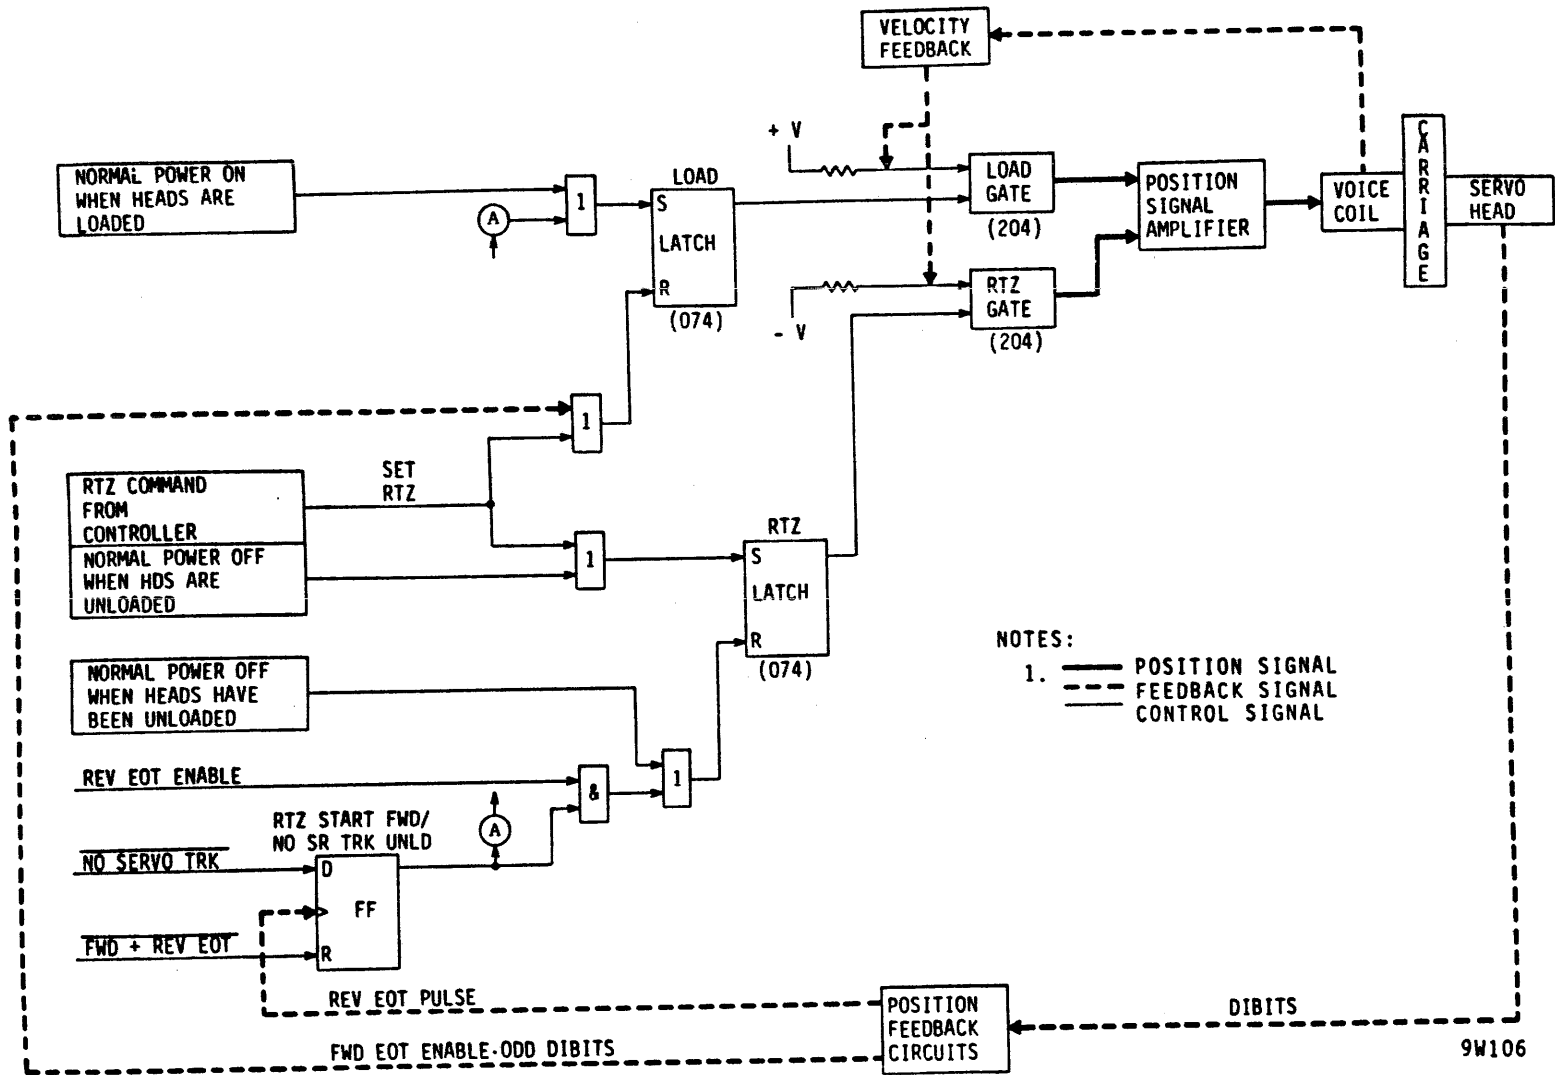 VELOCITY
FEEDBACK
+ V
NORMAL POWER ON
WHEN HEADS ARE
LOADED
1
A
LOAD
S
LATCH
R
(074)
LOAD
GATE
(204)
POSITION
SIGNAL
AMPLIFIER
VOICE
COIL
CARRIAGE
SERVO
HEAD
- V
RTZ
GATE
(204)
1
SET
RTZ
RTZ COMMAND
FROM
CONTROLLER
NORMAL POWER OFF
WHEN HDS ARE
UNLOADED
1
RTZ
S
LATCH
R
(074)
NORMAL POWER OFF
WHEN HEADS HAVE
BEEN UNLOADED
1
REV EOT ENABLE
&
A
RTZ START FWD/
NO SR TRK UNLD
NO SERVO TRK
D
FF
FWD + REV EOT
R
REV EOT PULSE
FWD EOT ENABLE·ODD DIBITS
POSITION
FEEDBACK
CIRCUITS
DIBITS
NOTES:
1. POSITION SIGNAL
FEEDBACK SIGNAL
CONTROL SIGNAL
9W106